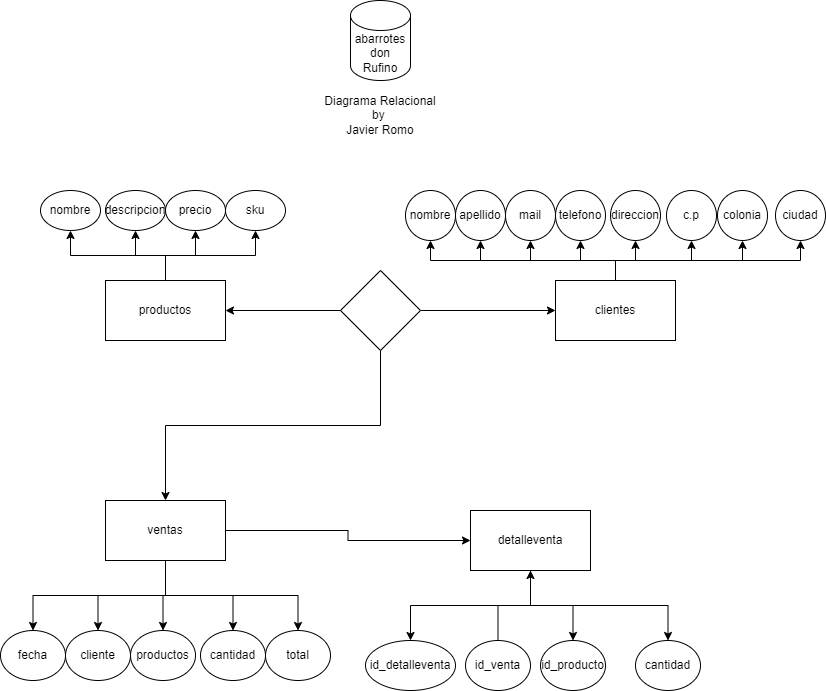 abarrotes
don
Rufino
Diagrama Relacional
by
Javier Romo
nombre
descripcion
precio
sku
nombre
apellido
mail
telefono
direccion
c.p
colonia
ciudad
productos
clientes
ventas
detalleventa
fecha
cliente
productos
cantidad
total
id_detalleventa
id_venta
id_producto
cantidad